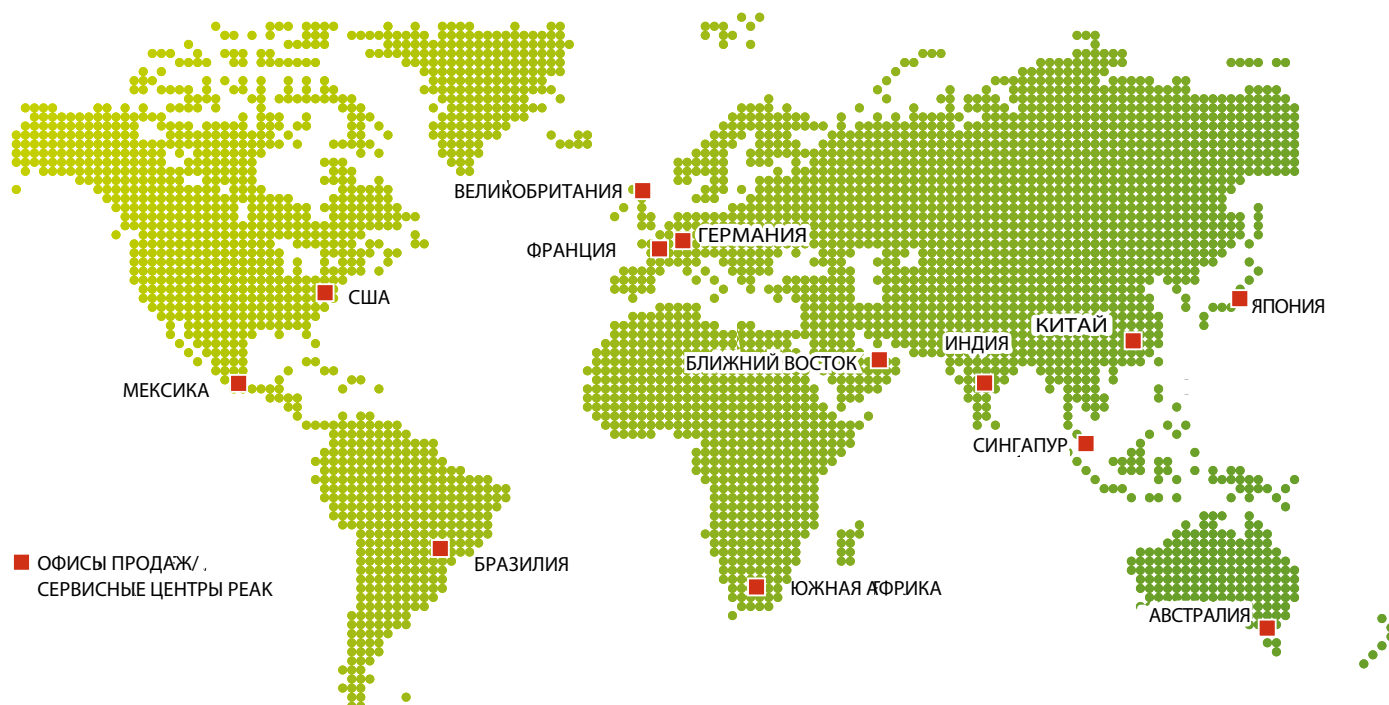 ВЕЛИКОБРИТАНИЯ
ГЕРМАНИЯ
ФРАНЦИЯ
США
ЯПОНИЯ
КИТАЙ
ИНДИЯ
БЛИЖНИЙ ВОСТОК
МЕКСИКА
СИНГАПУР
БРАЗИЛИЯ
ЮЖНАЯ АФРИКА
АВСТРАЛИЯ
ОФИСЫ ПРОДАЖ/
СЕРВИСНЫЕ ЦЕНТРЫ PEAK